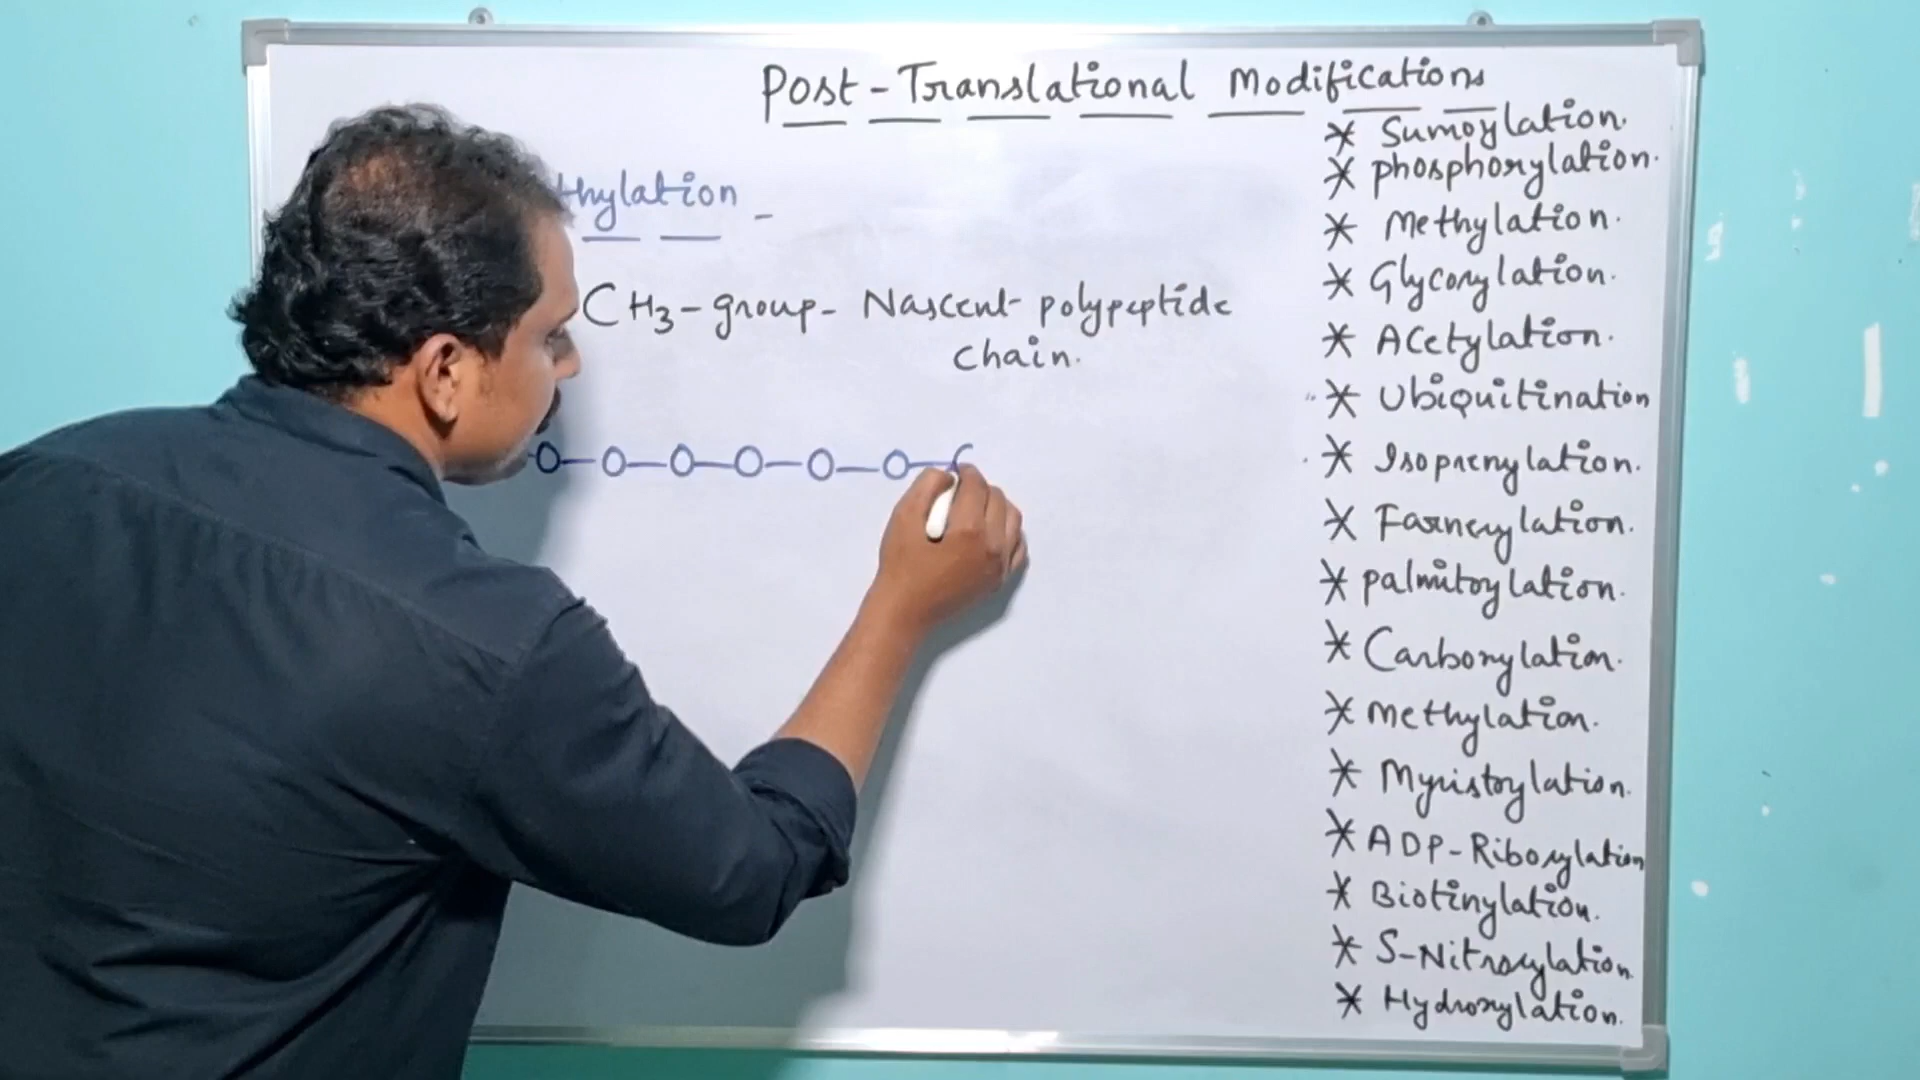 Post-Translational Modifications
thylation -
CH3-group- Nascent polypeptide
chain.
O-O-O-O-O-O-
* Sumoylation.
* phosphorylation.
* Methylation.
* Glycosylation.
* Acetylation.
* Ubiquitination
* Isoprenylation.
* Farnesylation.
* palmitoylation.
* Carboxylation.
* Methylation.
* Myristoylation.
* ADP-Ribosylation
* Biotinylation.
* S-Nitrosylation
* Hydroxylation.